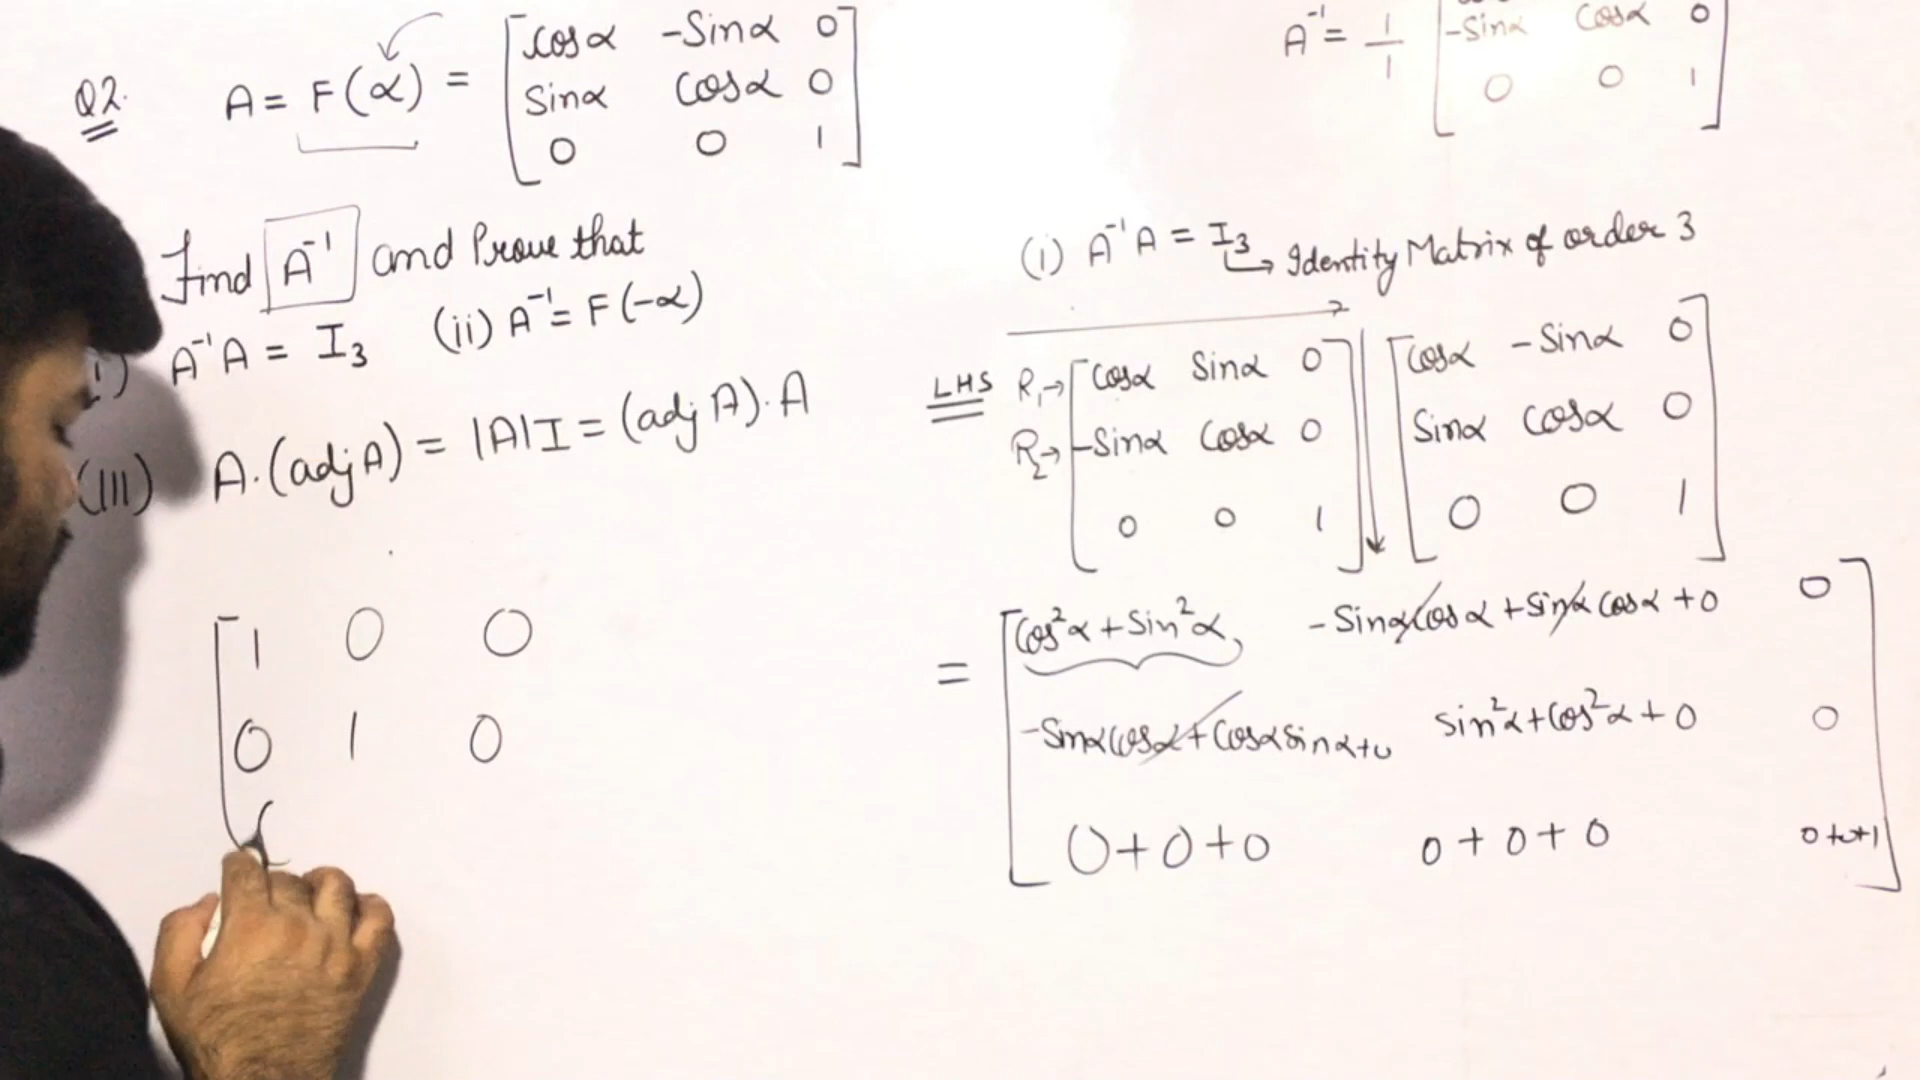 Q2. A = F(α) = [cosα -Sinα 0
Sinα cosα 0
0 0 1]
Find A⁻¹ and Prove that
A⁻¹A = I₃ (ii) A⁻¹ = F(-α)
(III) A.(adj A) = |A|I = (adj A).A
[1 0 0
0 1 0
A⁻¹ = 1/1 [
-Sinα Cosα 0
0 0 1]
(i) A⁻¹A = I₃ → Identity Matrix of order 3
LHS R₁→ [Cosα Sinα 0] [Cosα -Sinα 0
R₂→ -Sinα Cosα 0 Sinα Cosα 0
0 0 1 0 0 1]
= [Cos²α + Sin²α, -Sinα Cosα + Sinα Cosα + 0 0
-Sinα Cosα + Cosα Sinα + 0 Sin²α + Cos²α + 0 0
0+0+0 0+0+0 0+0+1]